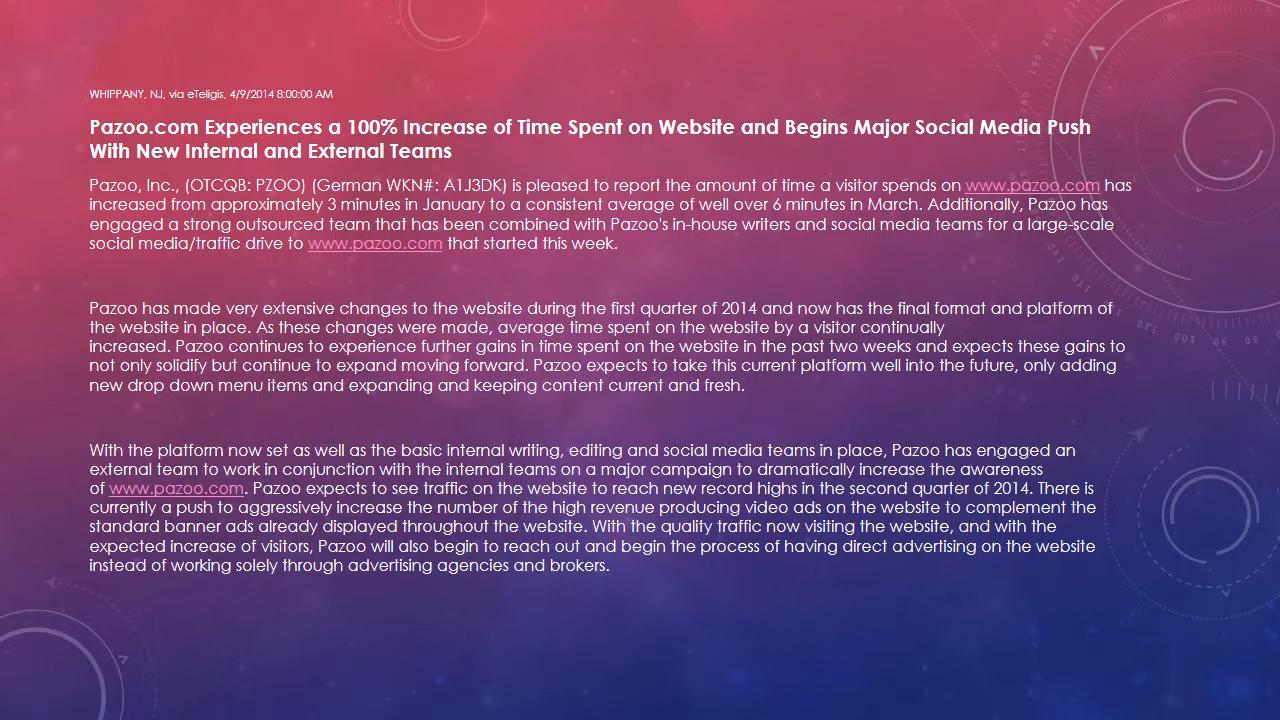 WHIPPANY, NJ, via eTeligis, 4/9/2014 8:00:00 AM
Pazoo.com Experiences a 100% Increase of Time Spent on Website and Begins Major Social Media Push
With New Internal and External Teams
Pazoo, Inc., (OTCQB: PZOO) (German WKN#: A1J3DK) is pleased to report the amount of time a visitor spends on www.pazoo.com has
increased from approximately 3 minutes in January to a consistent average of well over 6 minutes in March. Additionally, Pazoo has
engaged a strong outsourced team that has been combined with Pazoo's in-house writers and social media teams for a large-scale
social media/traffic drive to www.pazoo.com that started this week.
Pazoo has made very extensive changes to the website during the first quarter of 2014 and now has the final format and platform of
the website in place. As these changes were made, average time spent on the website by a visitor continually
increased. Pazoo continues to experience further gains in time spent on the website in the past two weeks and expects these gains to
not only solidify but continue to expand moving forward. Pazoo expects to take this current platform well into the future, only adding
new drop down menu items and expanding and keeping content current and fresh.
With the platform now set as well as the basic internal writing, editing and social media teams in place, Pazoo has engaged an
external team to work in conjunction with the internal teams on a major campaign to dramatically increase the awareness
of www.pazoo.com. Pazoo expects to see traffic on the website to reach new record highs in the second quarter of 2014. There is
currently a push to aggressively increase the number of the high revenue producing video ads on the website to complement the
standard banner ads already displayed throughout the website. With the quality traffic now visiting the website, and with the
expected increase of visitors, Pazoo will also begin to reach out and begin the process of having direct advertising on the website
instead of working solely through advertising agencies and brokers.